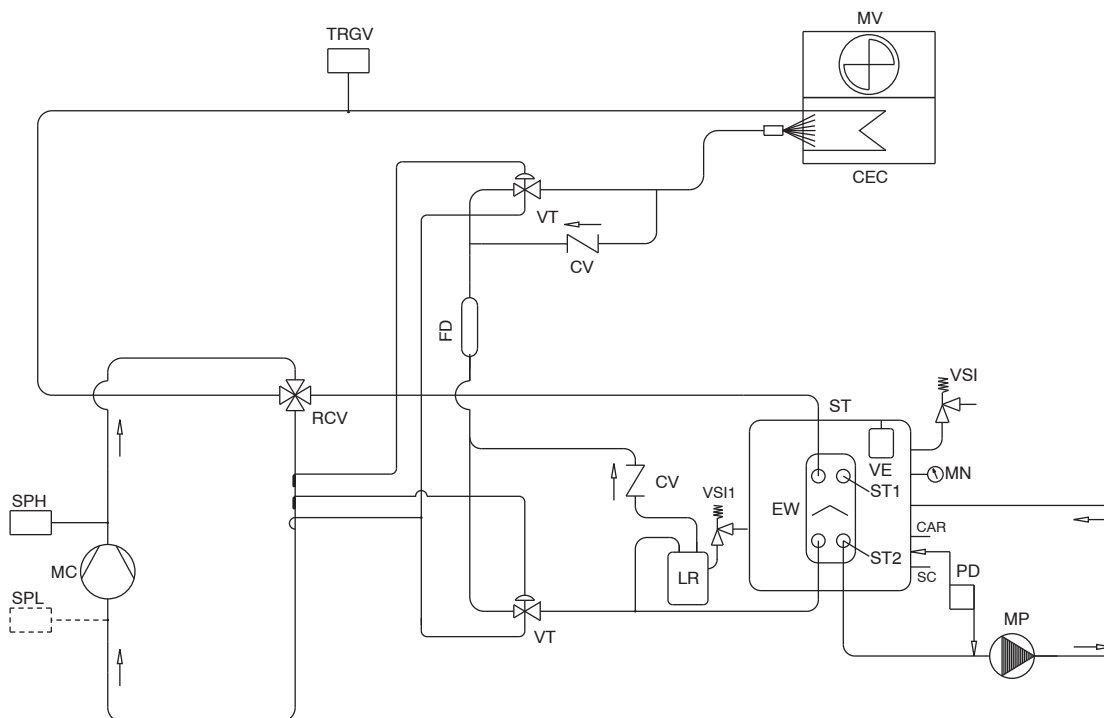 MV
TRGV
CEC
VT
CV
FD
VSI
ST
RCV
VE
MN
CV
ST1
SPH
VSI1
EW
CAR
MC
ST2
LR
SC
PD
SPL
MP
VT